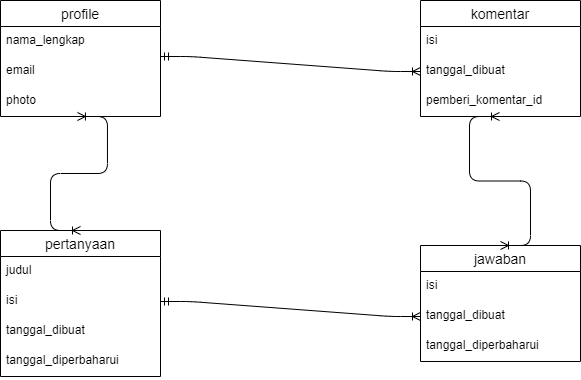 profile
nama_lengkap
email
photo
komentar
isi
tanggal_dibuat
pemberi_komentar_id
pertanyaan
judul
isi
tanggal_dibuat
tanggal_diperbaharui
jawaban
isi
tanggal_dibuat
tanggal_diperbaharui